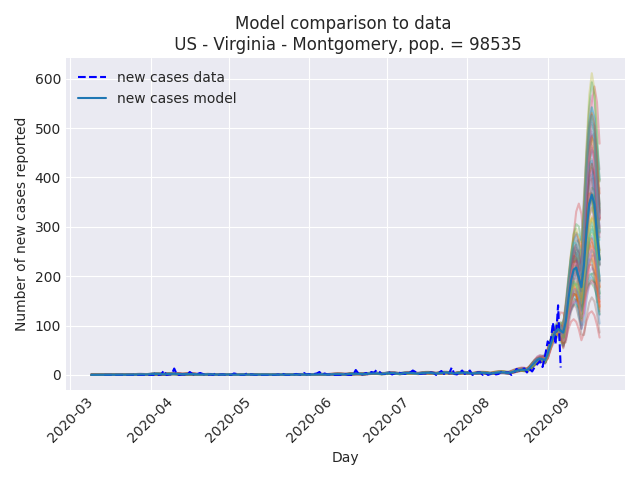 Model comparison to data
US - Virginia - Montgomery, pop. = 98535
new cases data
new cases model
Number of new cases reported
600
500
400
300
200
100
0
2020-03
2020-04
2020-05
2020-06
2020-07
2020-08
2020-09
Day